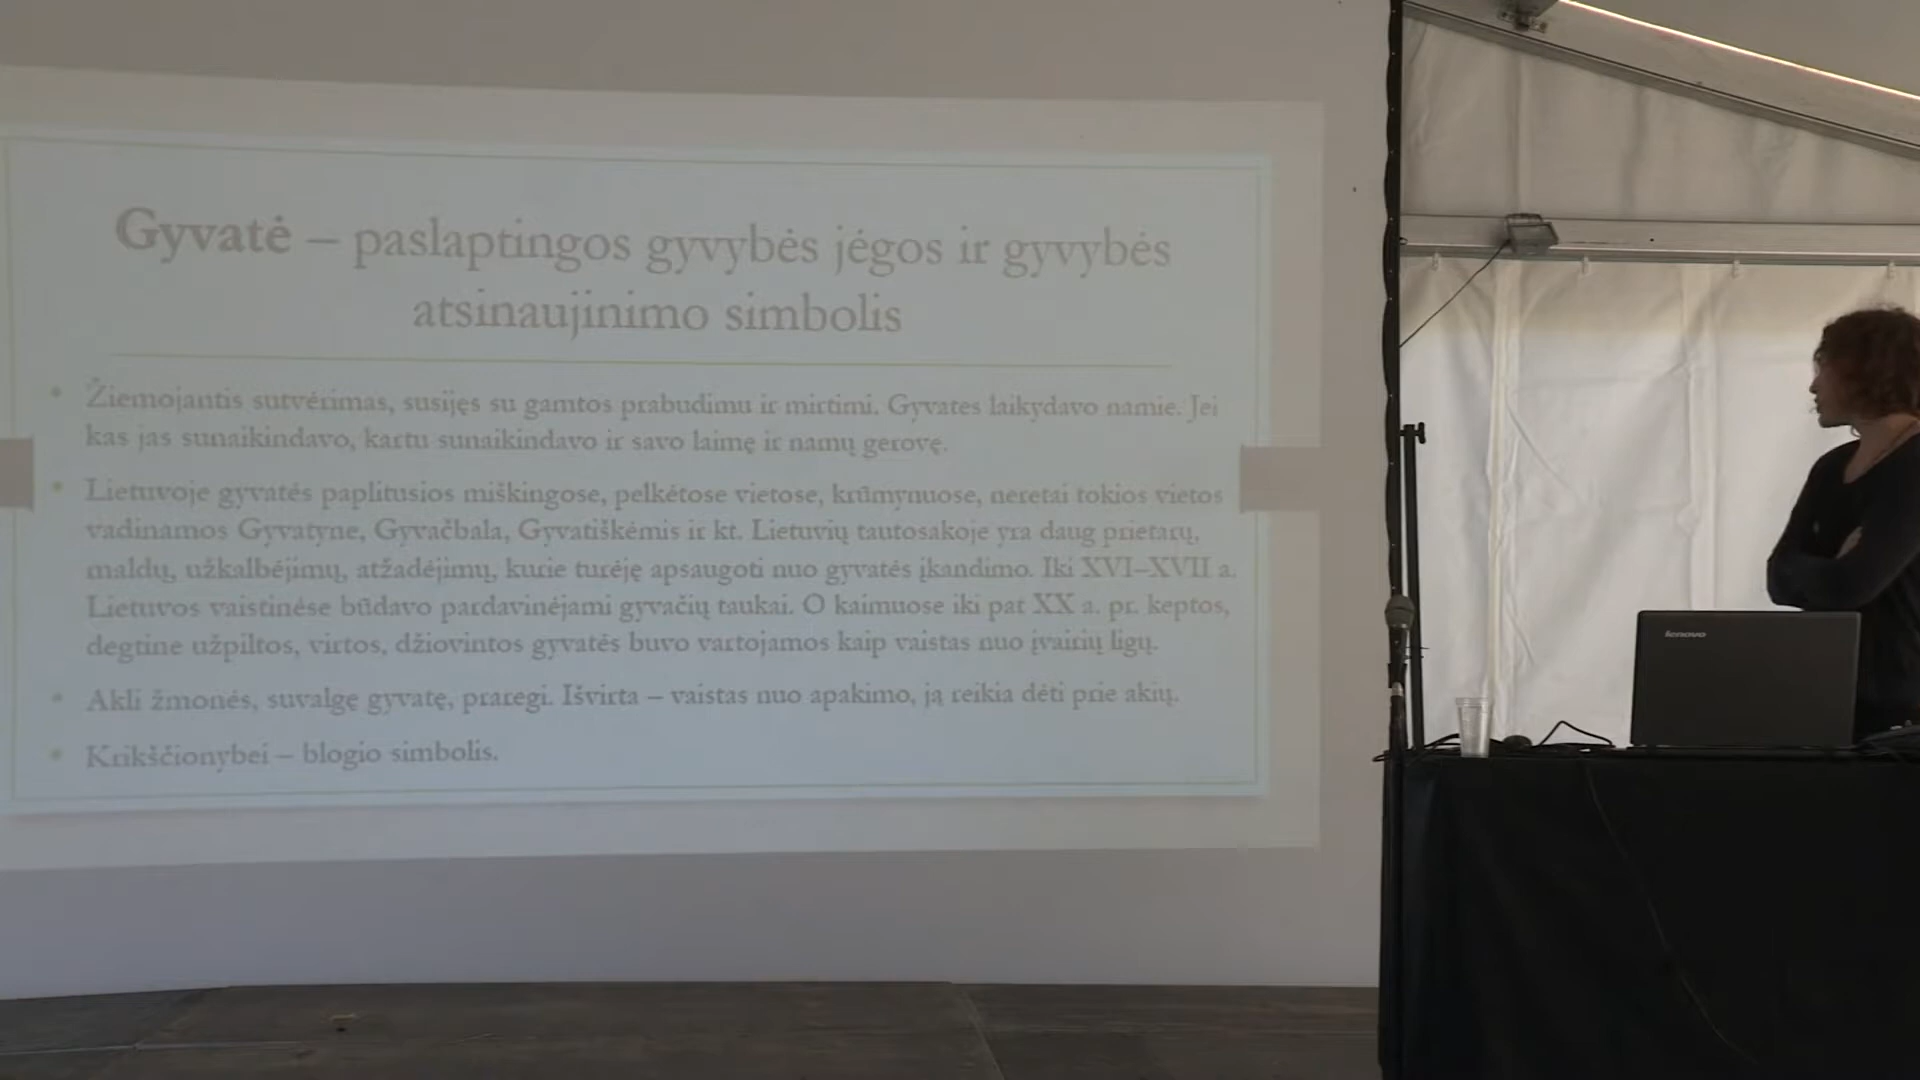 Gyvatė – paslaptingos gyvybės jėgos ir gyvybės
atsinaujinimo simbolis
• Žiemojantis sutvėrimas, susijęs su gamtos prabudimu ir mirtimi. Gyvates laikydavo namie. Jei
kas jas sunaikindavo, kartu sunaikindavo ir savo laimę ir namų gerovę.
• Lietuvoje gyvatės paplitusios miškingose, pelkėtose vietose, krūmynuose, neretai tokios vietos
vadinamos Gyvatyne, Gyvačbala, Gyvatiškėmis ir kt. Lietuvių tautosakoje yra daug prietarų,
maldų, užkalbėjimų, atžadėjimų, kurie turėję apsaugoti nuo gyvatės įkandimo. Iki XVI–XVII a.
Lietuvos vaistinėse būdavo pardavinėjami gyvačių taukai. O kaimuose iki pat XX a. pr. keptos,
degtine užpiltos, virtos, džiovintos gyvatės buvo vartojamos kaip vaistas nuo įvairių ligų.
• Akli žmonės, suvalgę gyvatę, praregi. Išvirta – vaistas nuo apakimo, ją reikia dėti prie akių.
• Krikščionybei – blogio simbolis.
lenovo